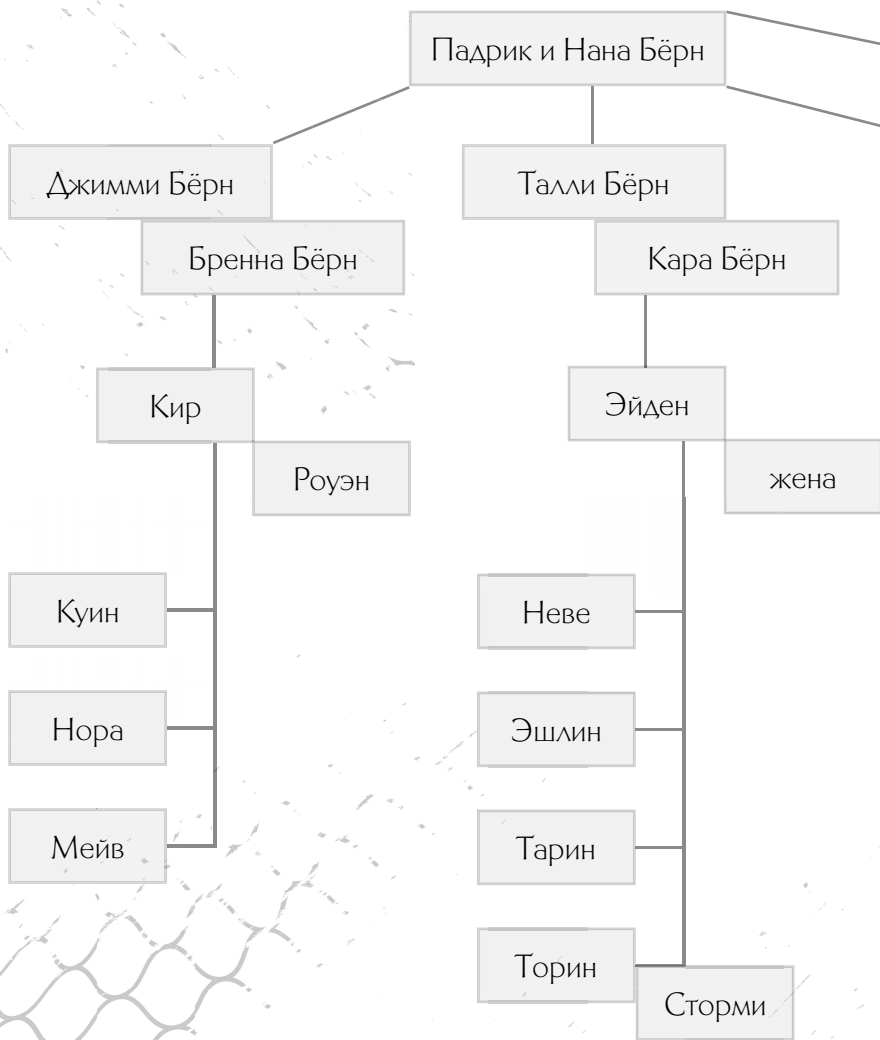 Падрик и Нана Бёрн
Джимми Бёрн
Талли Бёрн
Бренна Бёрн
Кара Бёрн
Кир
Эйден
Роуэн
жена
Куин
Неве
Нора
Эшлин
Мейв
Тарин
Торин
Сторми